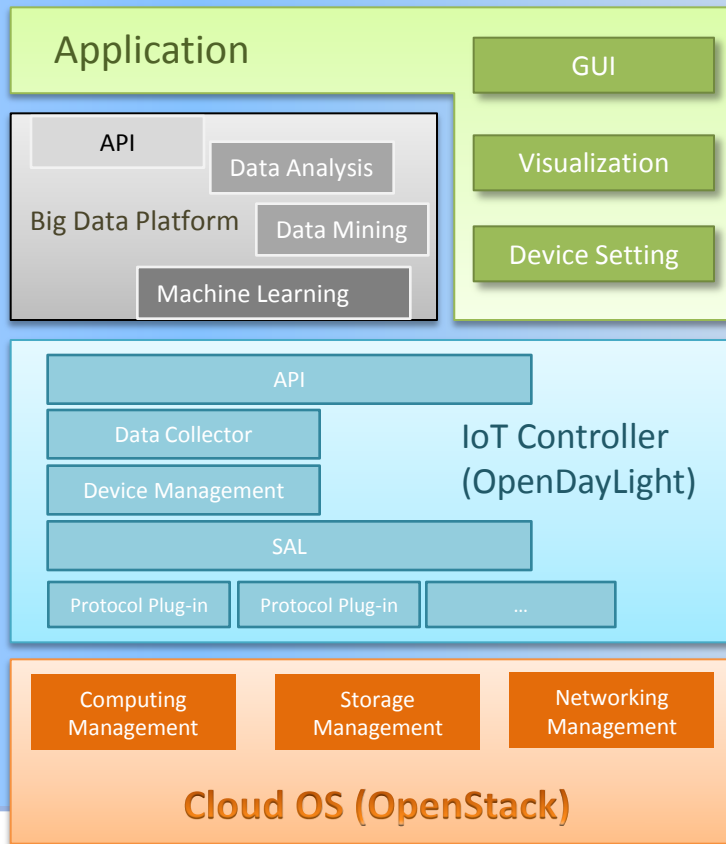 Application
GUI
Visualization
Device Setting
API
Data Analysis
Big Data Platform
Data Mining
Machine Learning
API
Data Collector
Device Management
SAL
Protocol Plug-in
Protocol Plug-in
...
IoT Controller
(OpenDayLight)
Computing
Management
Storage
Management
Networking
Management
Cloud OS (OpenStack)